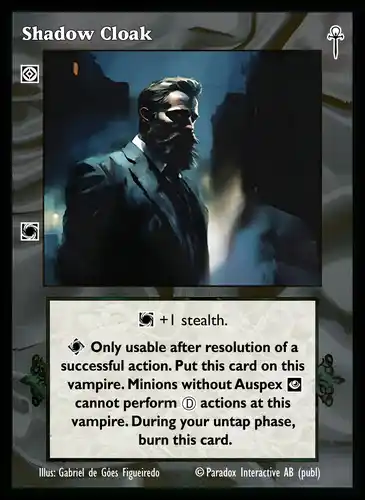 Shadow Cloak
+1 stealth.
Only usable after resolution of a
successful action. Put this card on this
vampire. Minions without Auspex
cannot perform Ⓓ actions at this
vampire. During your untap phase,
burn this card.
Illus: Gabriel de Góes Figueiredo © Paradox Interactive AB (publ)